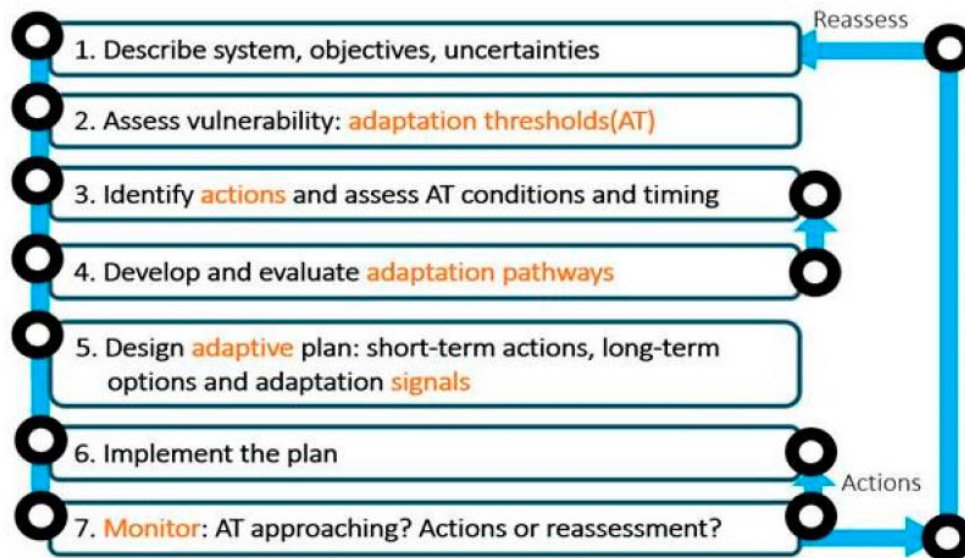 Reassess
1. Describe system, objectives, uncertainties
2. Assess vulnerability: adaptation thresholds(AT)
3. Identify actions and assess AT conditions and timing
4. Develop and evaluate adaptation pathways
5. Design adaptive plan: short-term actions, long-term
options and adaptation signals
6. Implement the plan
Actions
7. Monitor: AT approaching? Actions or reassessment?